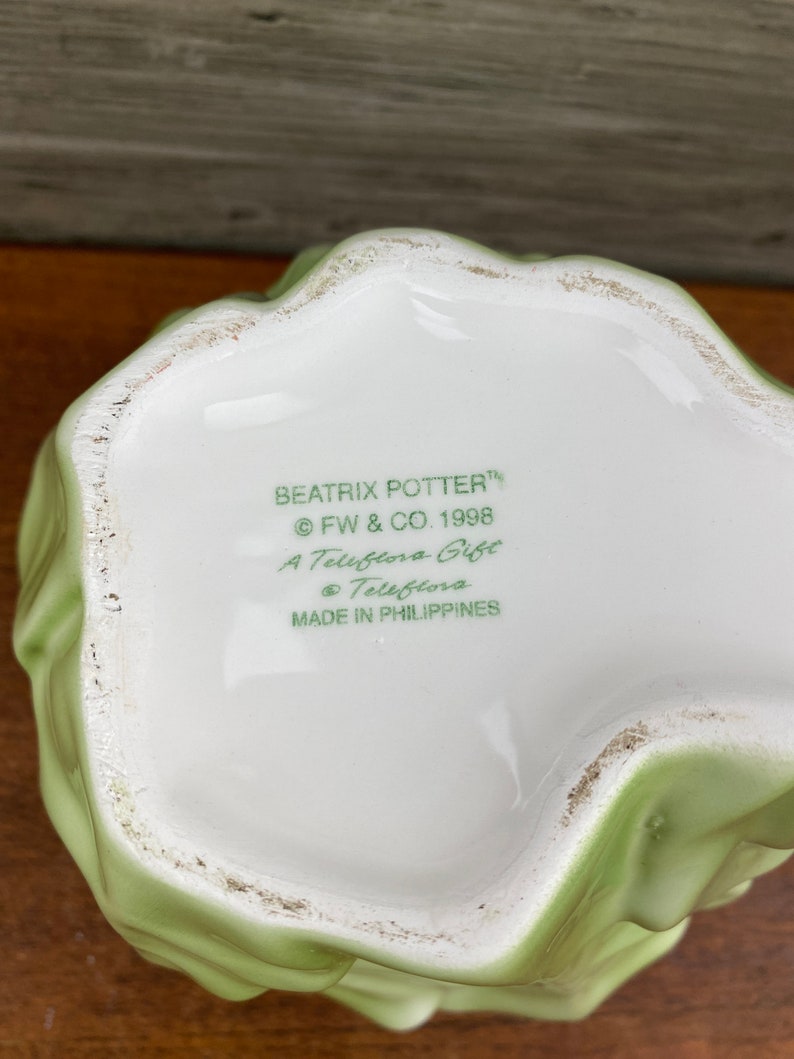 BEATRIX POTTER™
© FW & CO. 1998
A Teleflora Gift
© Teleflora
MADE IN PHILIPPINES